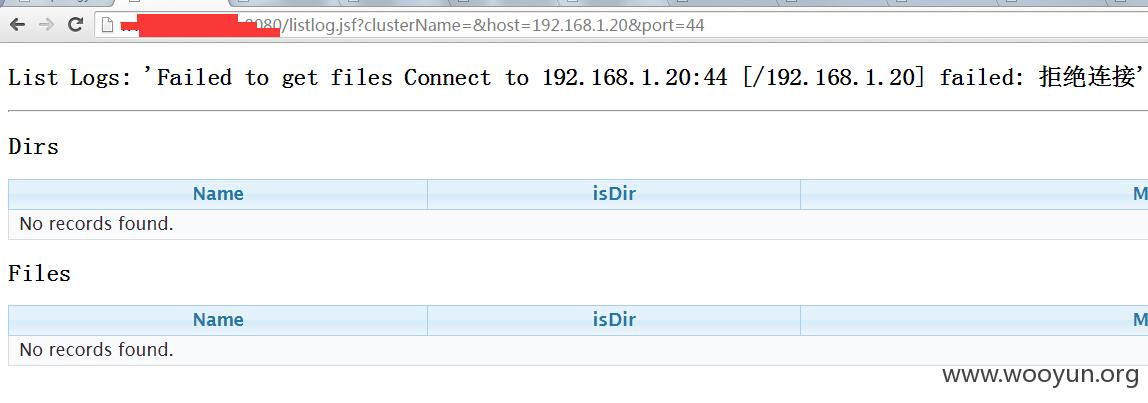 8080/listlog.jsf?clusterName=&host=192.168.1.20&port=44
List Logs: 'Failed to get files Connect to 192.168.1.20:44 [/192.168.1.20] failed: 拒绝连接'
Dirs
Name isDir M
No records found.
Files
Name isDir M
No records found.
www.wooyun.org